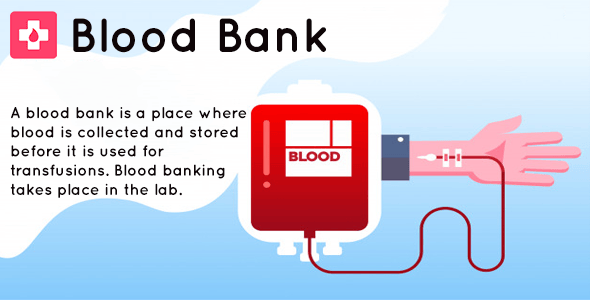 Blood Bank
A blood bank is a place where
blood is collected and stored
before it is used for
transfusions. Blood banking
takes place in the lab.
BLOOD